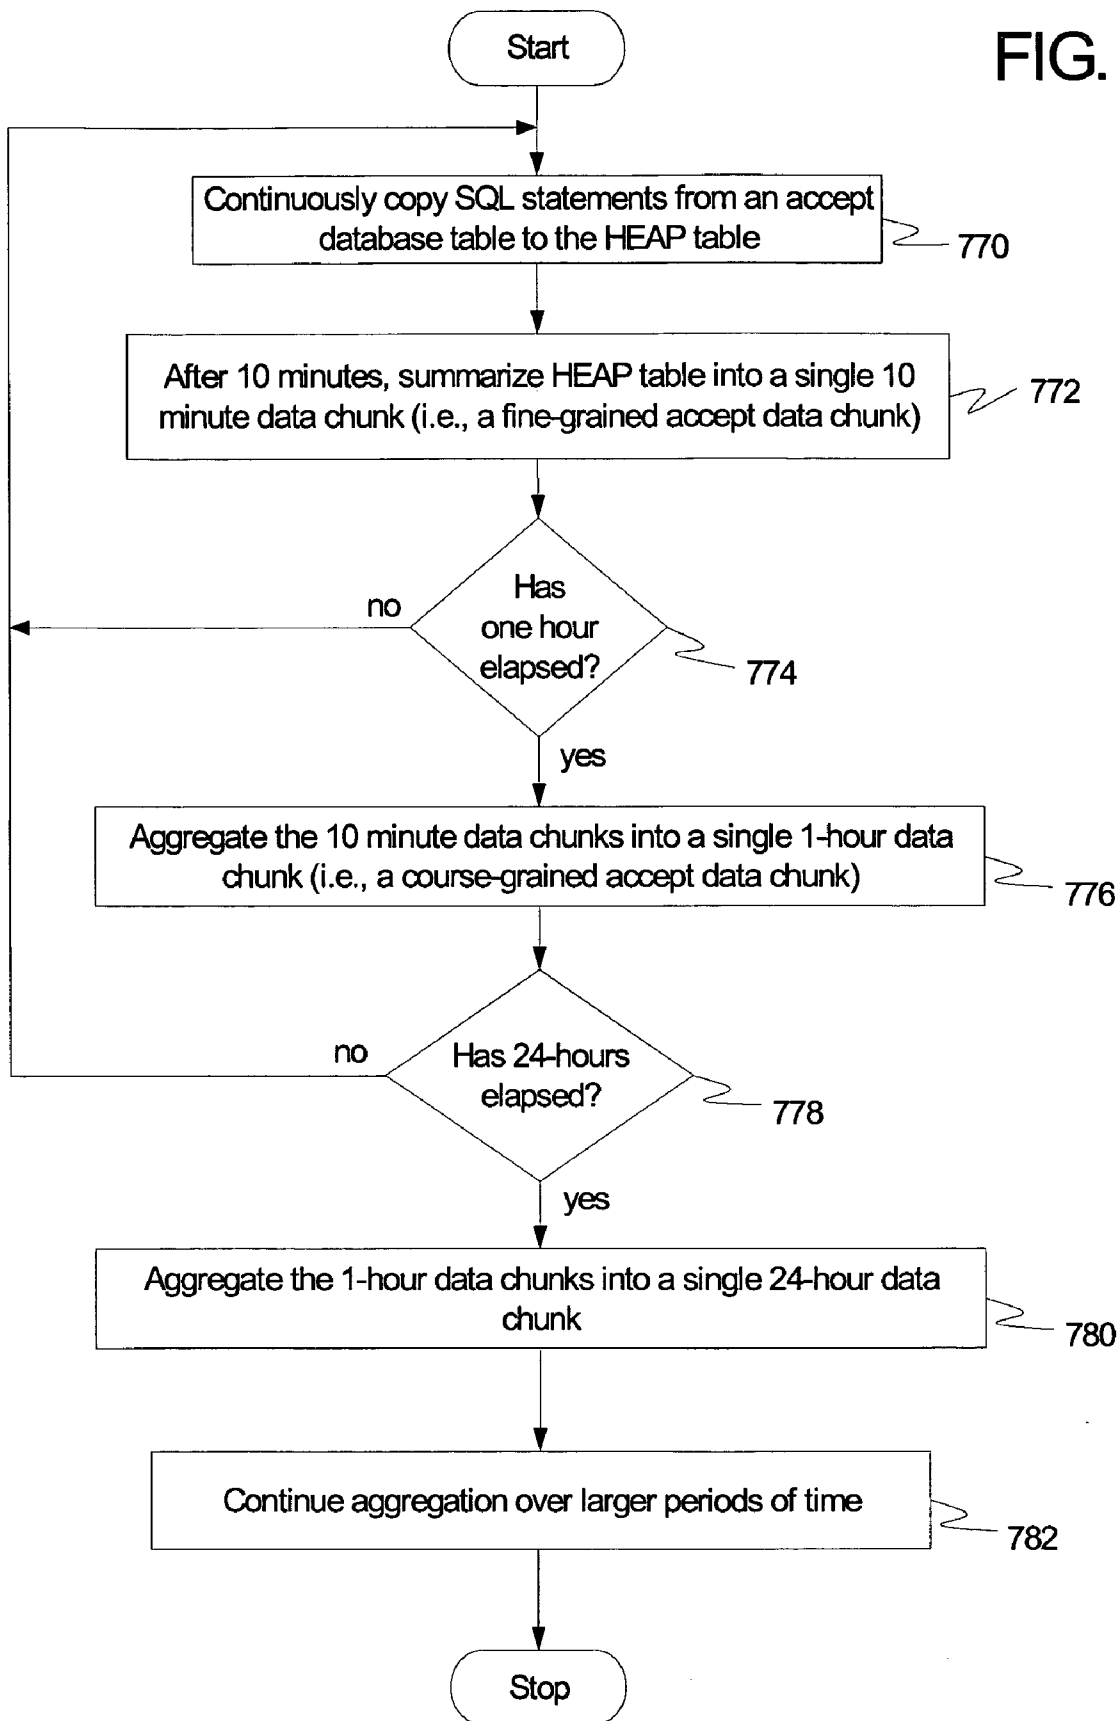 Start
FIG.
Continuously copy SQL statements from an accept
database table to the HEAP table
770
After 10 minutes, summarize HEAP table into a single 10
minute data chunk (i.e., a fine-grained accept data chunk)
772
Has
one hour
elapsed?
no
774
yes
Aggregate the 10 minute data chunks into a single 1-hour data
chunk (i.e., a course-grained accept data chunk)
776
no
Has 24-hours
elapsed?
778
yes
Aggregate the 1-hour data chunks into a single 24-hour data
chunk
780
Continue aggregation over larger periods of time
782
Stop